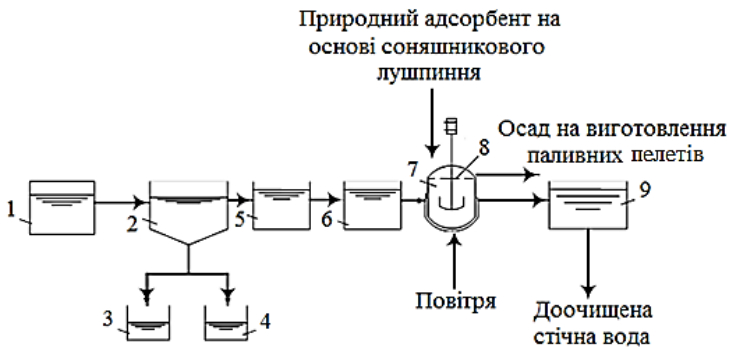 Природний адсорбент на
основі соняшникового
лушпиння
Осад на виготовлення
паливних пелетів
1
2
3
4
5
6
7
8
9
Повітря
Доочищена
стічна вода